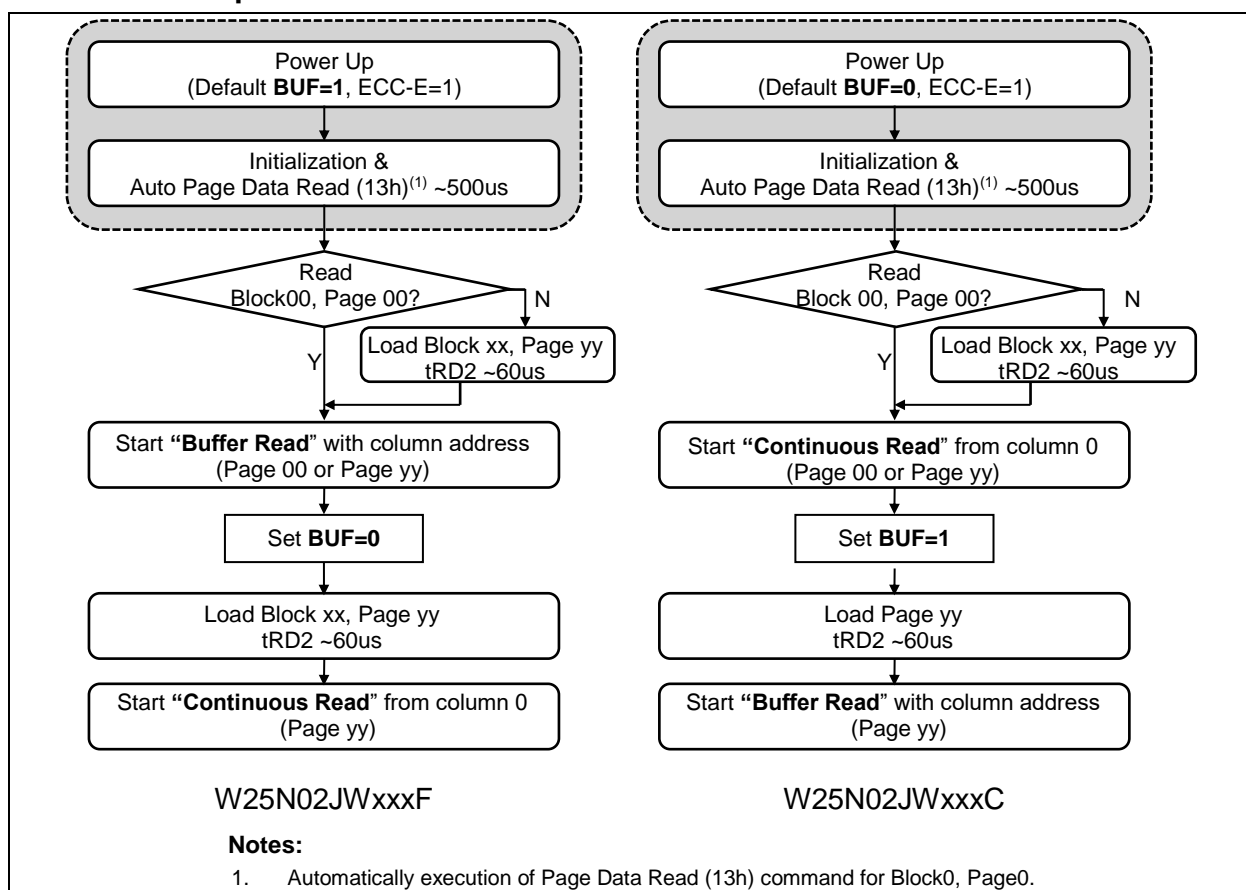 Power Up
(Default BUF=1, ECC-E=1)
Initialization &
Auto Page Data Read (13h)(1) ~500us
Read
Block00, Page 00?
N
Load Block xx, Page yy
tRD2 ~60us
Y
Start “Buffer Read” with column address
(Page 00 or Page yy)
Set BUF=0
Load Block xx, Page yy
tRD2 ~60us
Start “Continuous Read” from column 0
(Page yy)
W25N02JWxxxF
Power Up
(Default BUF=0, ECC-E=1)
Initialization &
Auto Page Data Read (13h)(1) ~500us
Read
Block 00, Page 00?
N
Load Block xx, Page yy
tRD2 ~60us
Y
Start “Continuous Read” from column 0
(Page 00 or Page yy)
Set BUF=1
Load Page yy
tRD2 ~60us
Start “Buffer Read” with column address
(Page yy)
W25N02JWxxxC
Notes:
1. Automatically execution of Page Data Read (13h) command for Block0, Page0.